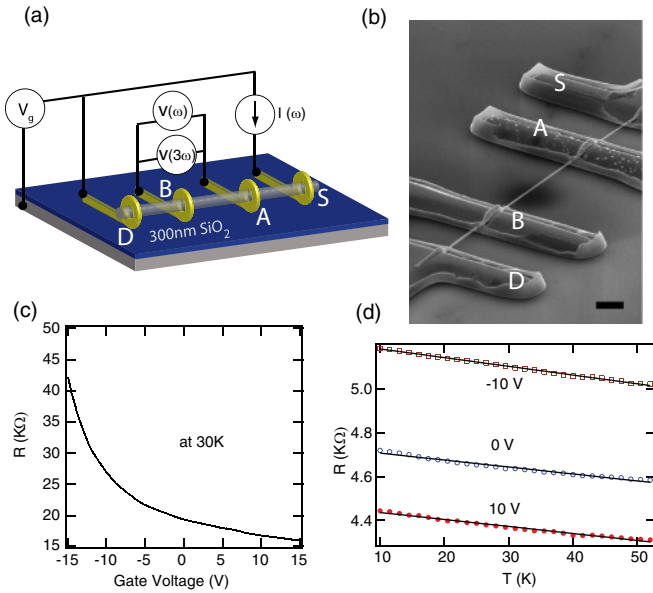 (a)
V_g
V(ω)
V(3ω)
I (ω)
B
S
D
A
300nm SiO₂
S
A
B
D
(c)
50
45
40
35
30
25
20
15
R (KΩ)
at 30K
-15
-10
-5
0
5
10
15
Gate Voltage (V)
(d)
5.0
4.8
4.6
4.4
R (KΩ)
-10 V
0 V
10 V
10
20
30
40
50
T (K)
(b)